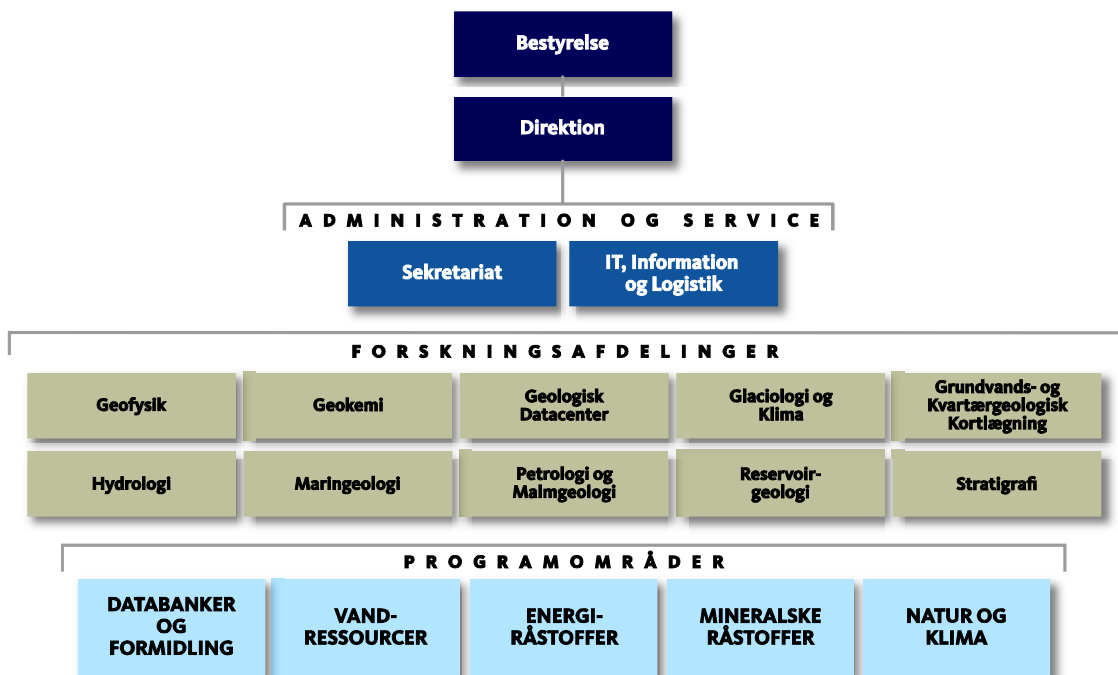 Bestyrelse
Direktion
ADMINISTRATION OG SERVICE
Sekretariat
IT, Information
og Logistik
FORSKNINGSAFDELINGER
Geofysik
Geokemi
Geologisk
Datacenter
Glaciologi og
Klima
Grundvands- og
Kvartærgeologisk
Kortlægning
Hydrologi
Maringeologi
Petrologi og
Malmgeologi
Reservoir-
geologi
Stratigrafi
PROGRAMOMRÅDER
DATABANKER
OG
FORMIDLING
VAND-
RESSOURCER
ENERGI-
RÅSTOFFER
MINERALSKE
RÅSTOFFER
NATUR OG
KLIMA